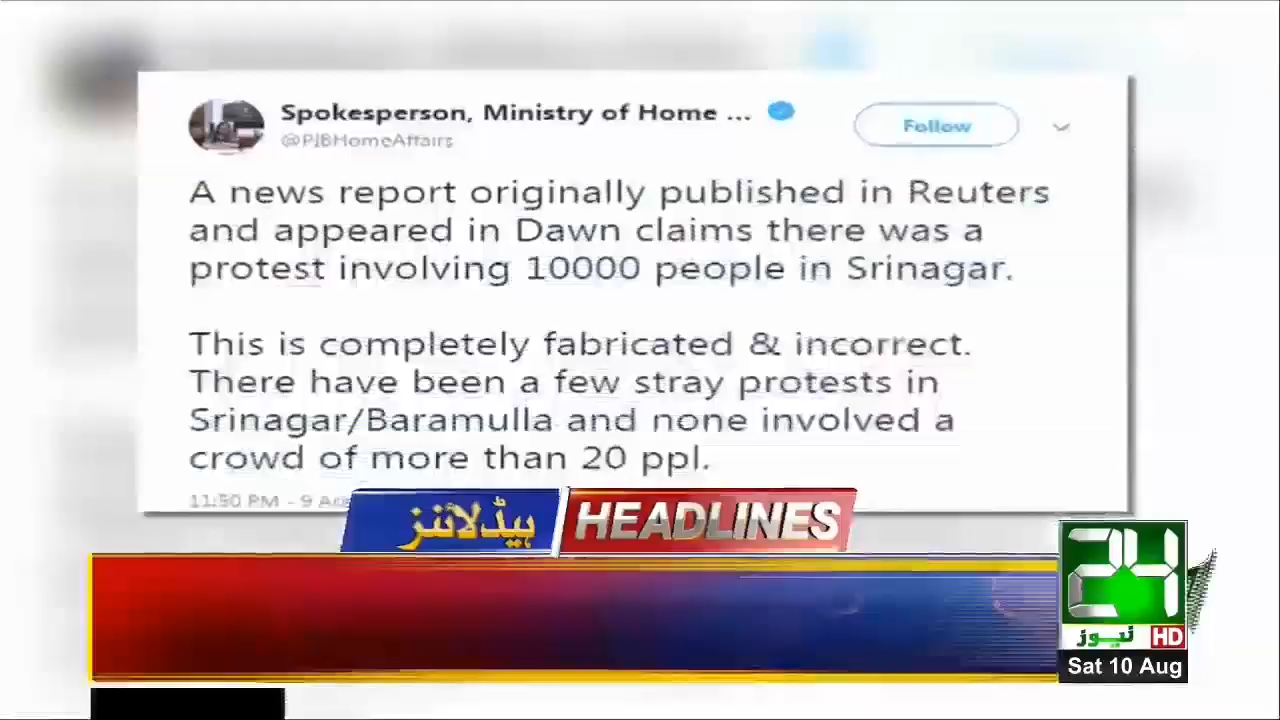 Spokesperson, Ministry of Home ...
@PIBHomeAffairs
Follow
A news report originally published in Reuters
and appeared in Dawn claims there was a
protest involving 10000 people in Srinagar.
This is completely fabricated & incorrect.
There have been a few stray protests in
Srinagar/Baramulla and none involved a
crowd of more than 20 ppl.
11:50 PM - 9
ہیڈلائنز HEADLINES
24
نیوز HD
Sat 10 Aug